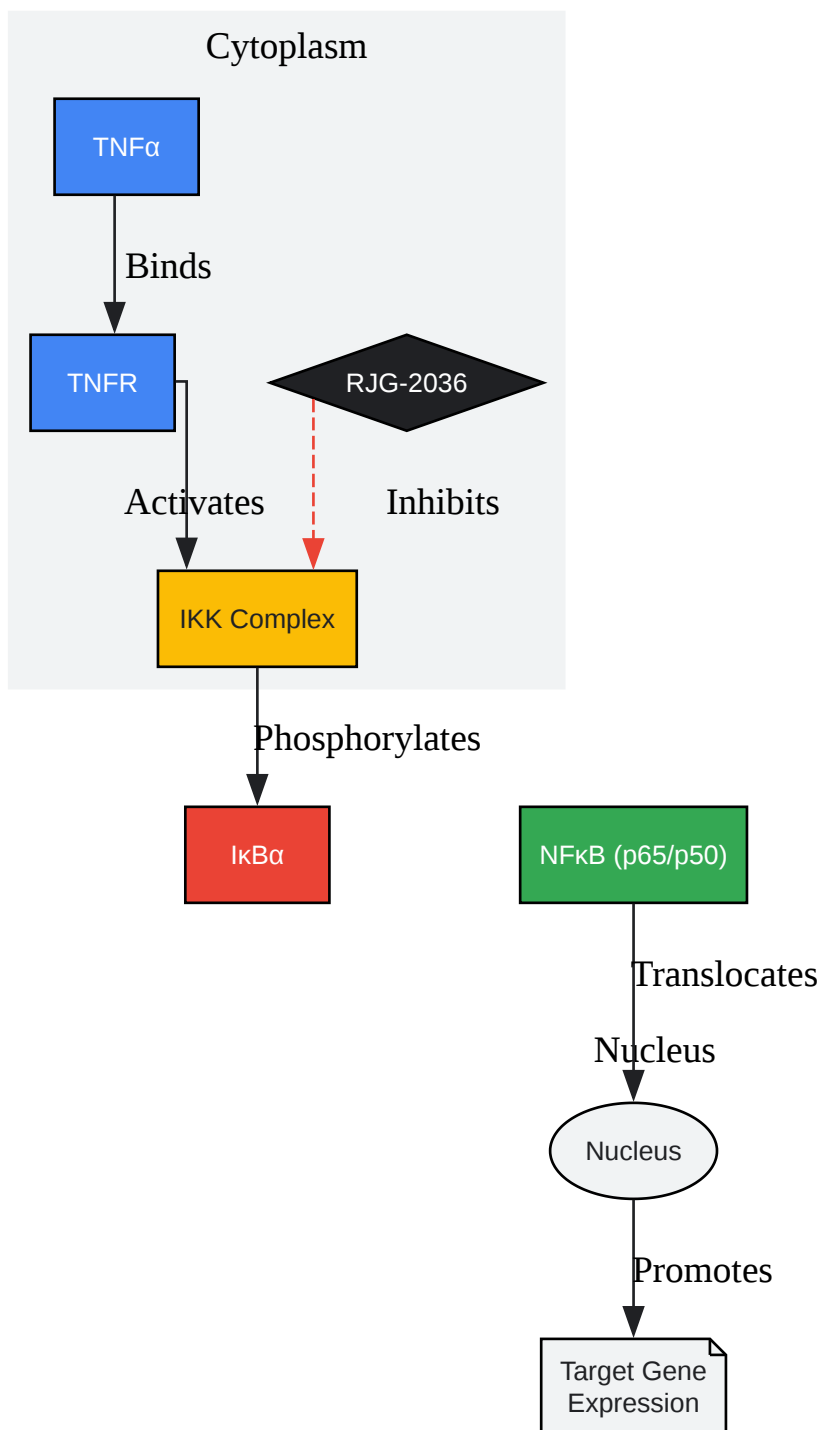 Cytoplasm
TNFα
Binds
TNFR
RJG-2036
Activates
Inhibits
IKK Complex
Phosphorylates
IκBα
NFκB (p65/p50)
Translocates
Nucleus
Nucleus
Promotes
Target Gene
Expression